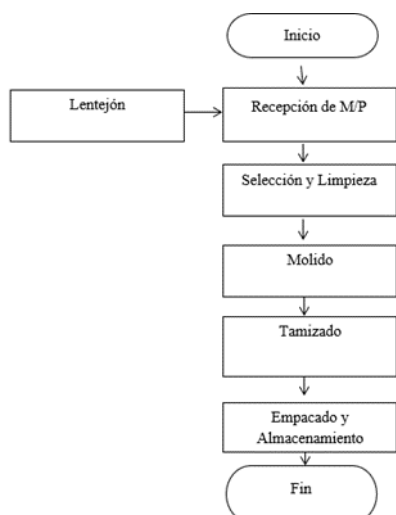 Inicio
Lentejón
Recepción de M/P
Selección y Limpieza
Molido
Tamizado
Empacado y
Almacenamiento
Fin